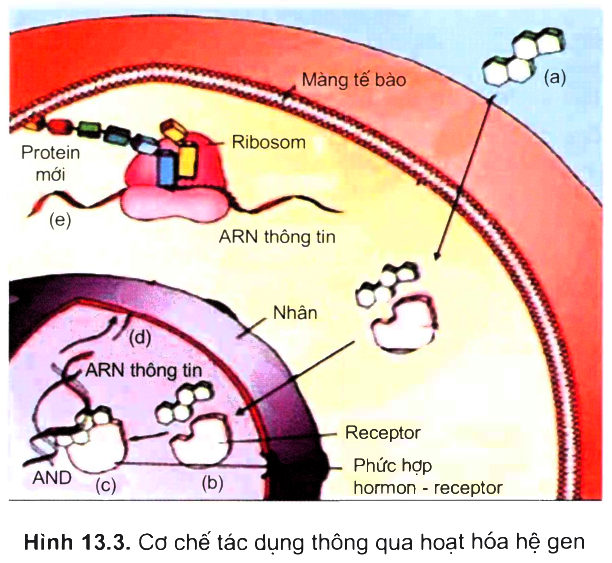 (a)
Màng tế bào
Ribosom
Protein
mới
(e)
ARN thông tin
Nhân
(d)
ARN thông tin
Receptor
AND
(c)
(b)
Phức hợp
hormon - receptor
Hình 13.3. Cơ chế tác dụng thông qua hoạt hóa hệ gen